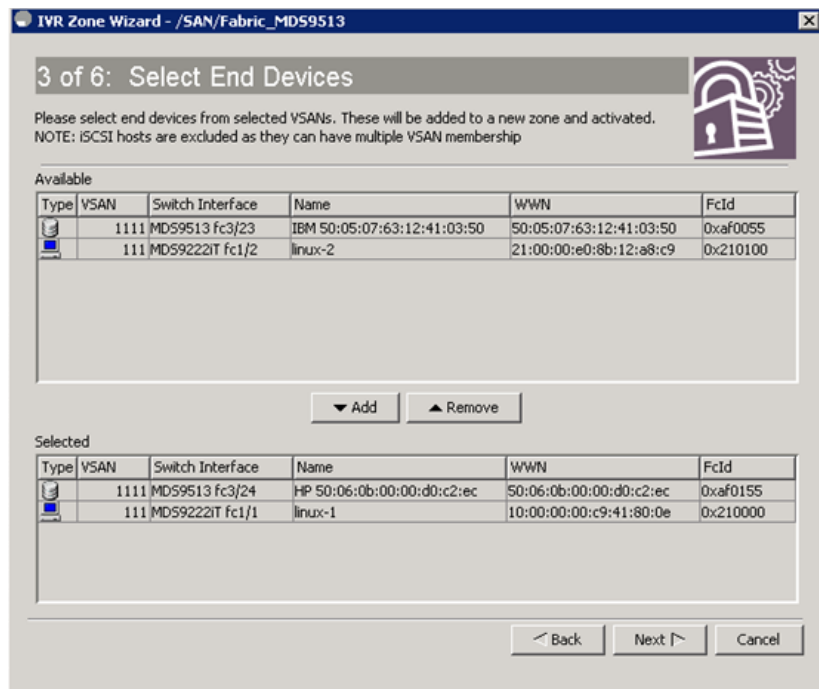 IVR Zone Wizard - /SAN/Fabric_MDS9513
3 of 6: Select End Devices
Please select end devices from selected VSANs. These will be added to a new zone and activated.
NOTE: iSCSI hosts are excluded as they can have multiple VSAN membership
Available
Type VSAN Switch Interface Name WWN FcId
1111 MDS9513 fc3/23 IBM 50:05:07:63:12:41:03:50 50:05:07:63:12:41:03:50 0xaf0055
111 MDS9222iT fc1/2 linux-2 21:00:00:e0:8b:12:a8:c9 0x210100
Add Remove
Selected
Type VSAN Switch Interface Name WWN FcId
1111 MDS9513 fc3/24 HP 50:06:0b:00:00:d0:c2:ec 50:06:0b:00:00:d0:c2:ec 0xaf0155
111 MDS9222iT fc1/1 linux-1 10:00:00:00:c9:41:80:0e 0x210000
Back Next Cancel